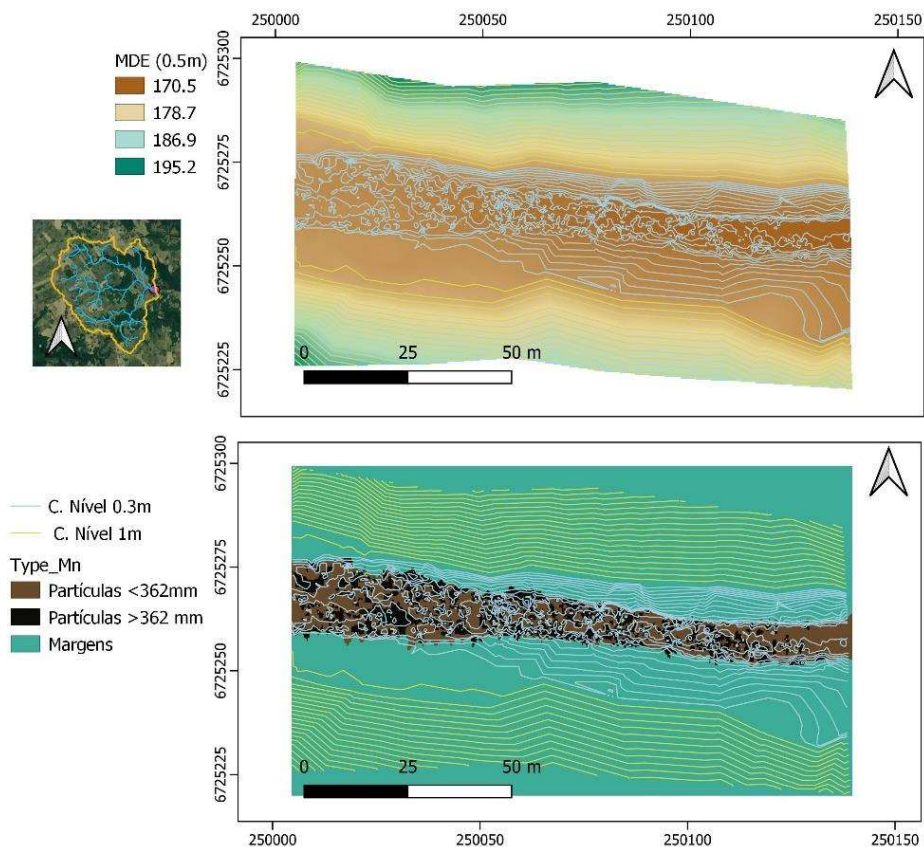 250000 250050 250100 250150
MDE (0.5m)
170.5
178.7
186.9
195.2
6725300
6725275
6725250
6725225
0 25 50 m
C. Nível 0.3m
C. Nível 1m
Type_Mn
Partículas <362mm
Partículas >362 mm
Margens
6725300
6725275
6725250
6725225
0 25 50 m
250000 250050 250100 250150